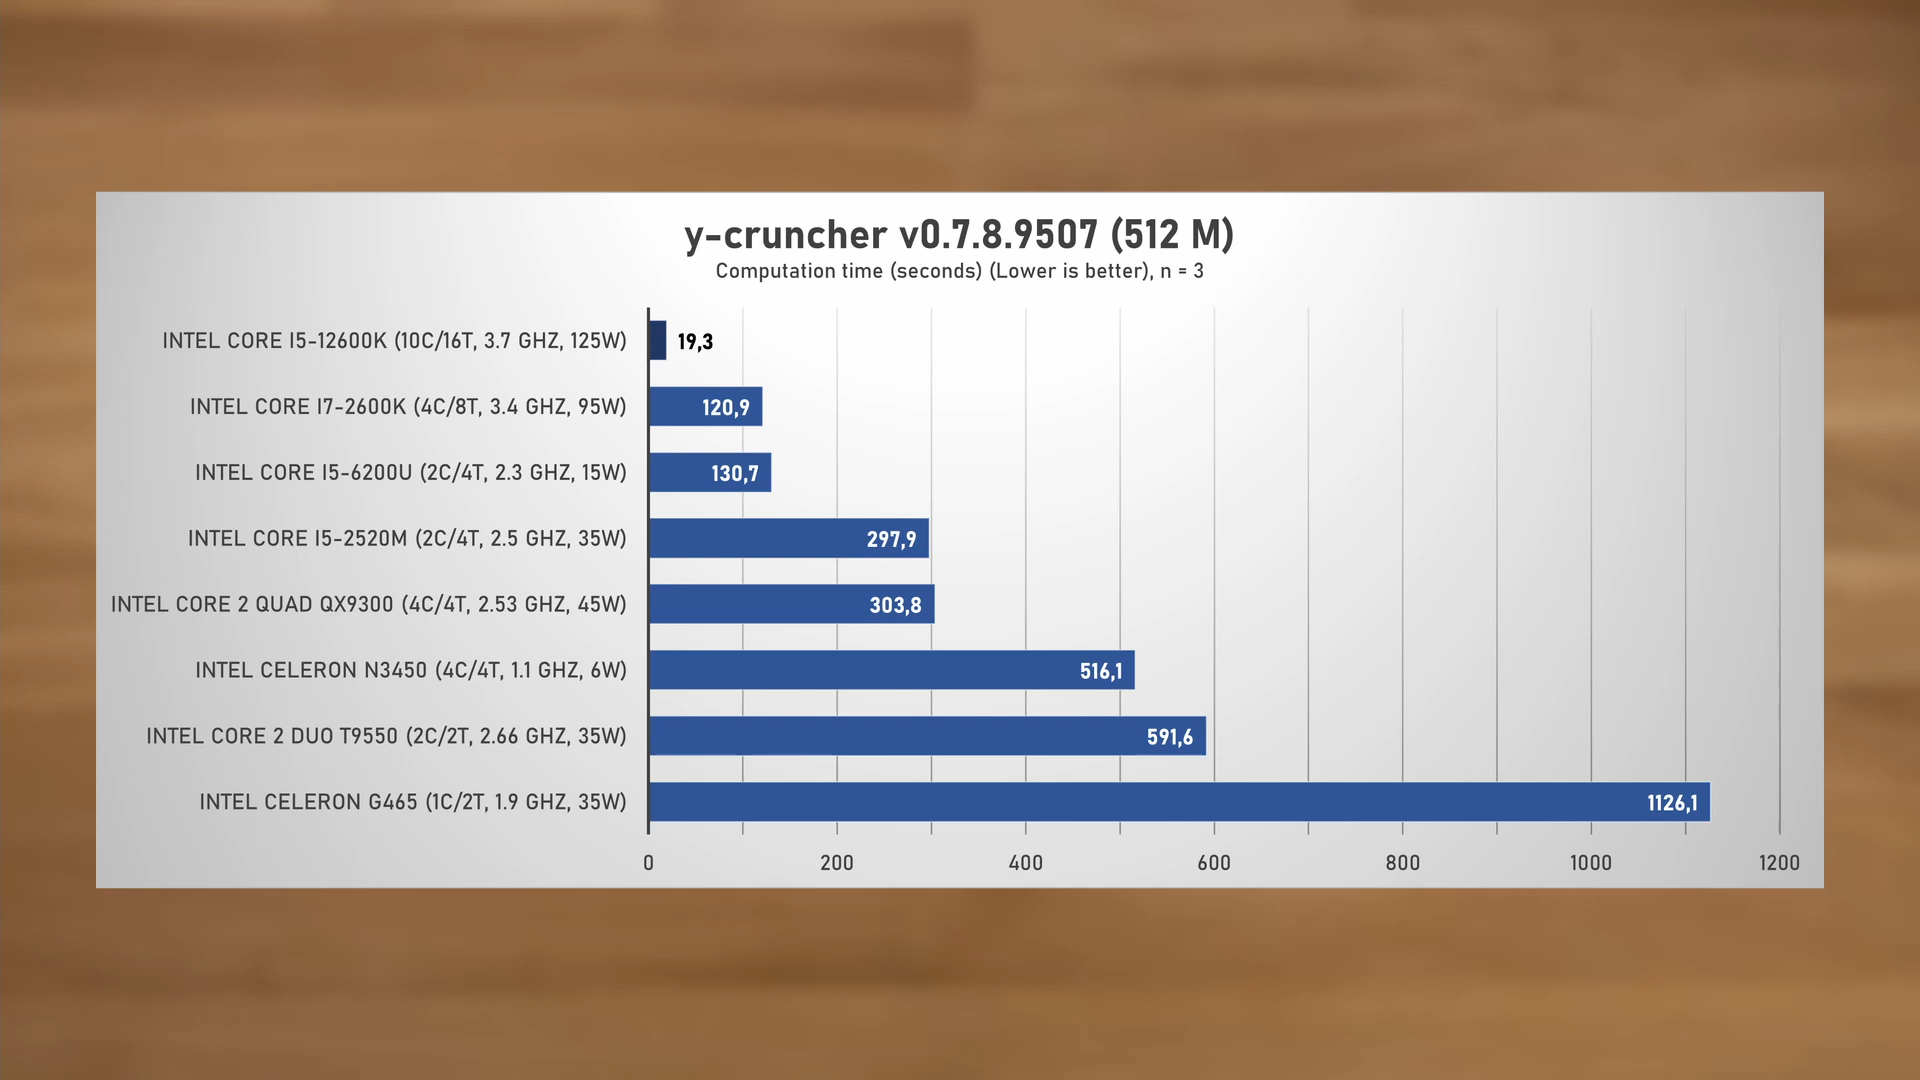 y-cruncher v0.7.8.9507 (512 M)
Computation time (seconds) (Lower is better), n = 3
INTEL CORE I5-12600K (10C/16T, 3.7 GHZ, 125W) 19,3
INTEL CORE I7-2600K (4C/8T, 3.4 GHZ, 95W) 120,9
INTEL CORE I5-6200U (2C/4T, 2.3 GHZ, 15W) 130,7
INTEL CORE I5-2520M (2C/4T, 2.5 GHZ, 35W) 297,9
INTEL CORE 2 QUAD QX9300 (4C/4T, 2.53 GHZ, 45W) 303,8
INTEL CELERON N3450 (4C/4T, 1.1 GHZ, 6W) 516,1
INTEL CORE 2 DUO T9550 (2C/2T, 2.66 GHZ, 35W) 591,6
INTEL CELERON G465 (1C/2T, 1.9 GHZ, 35W) 1126,1
0 200 400 600 800 1000 1200